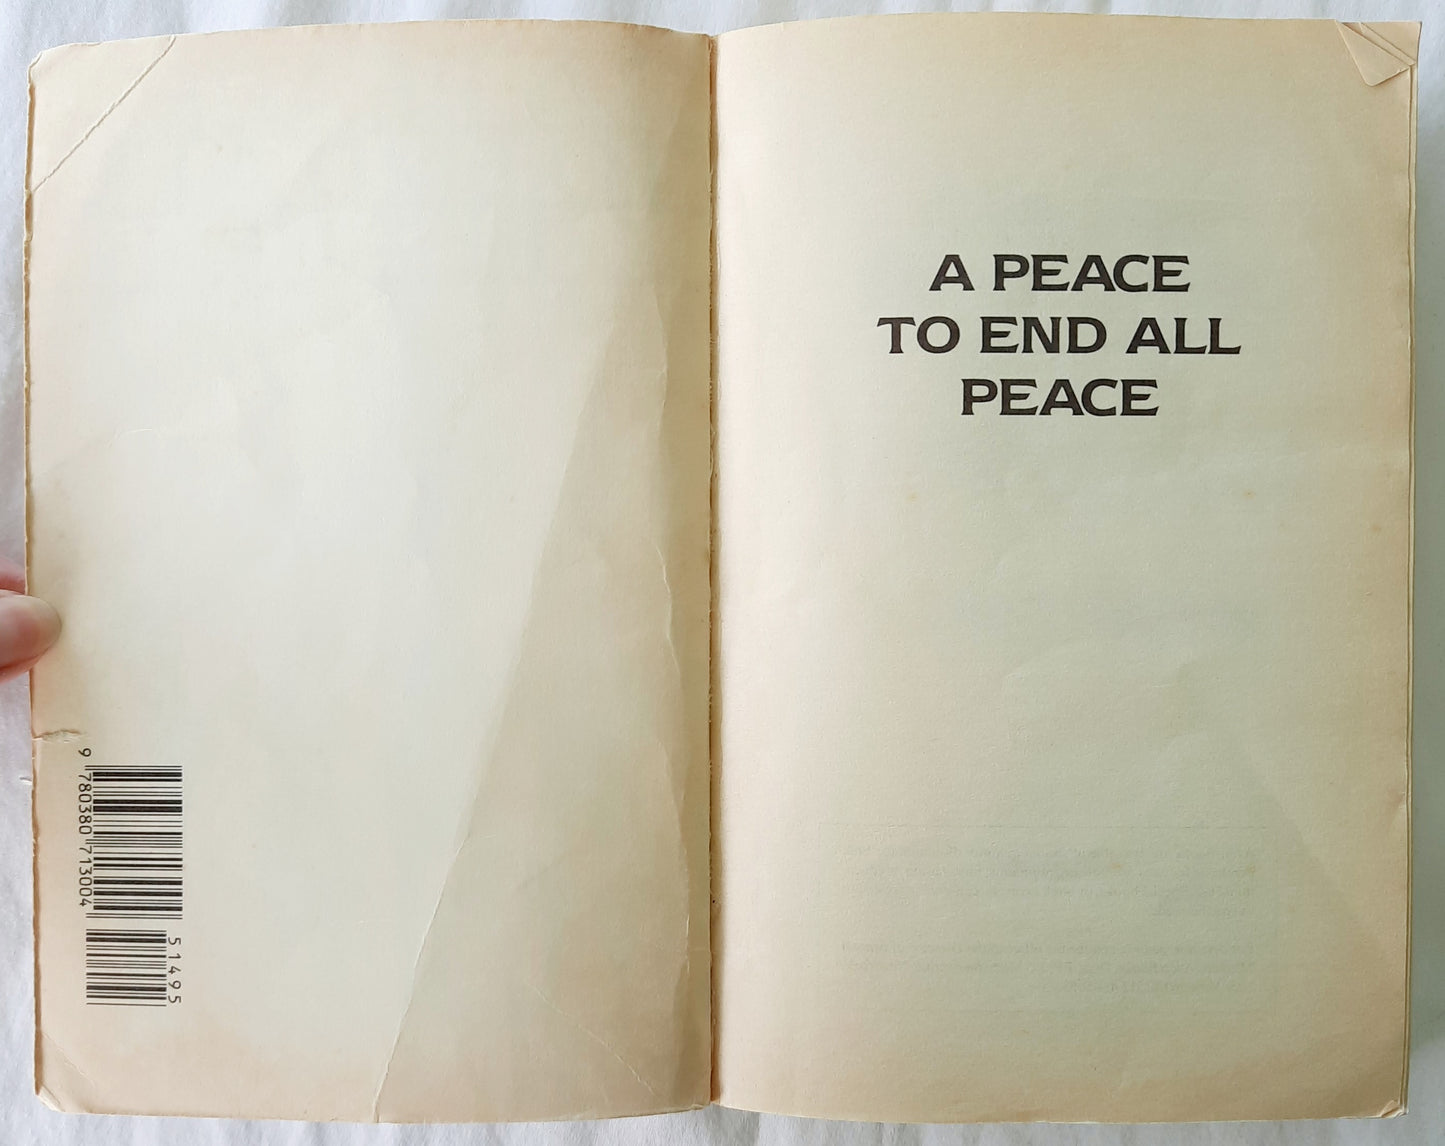 9 780380 713004
51495
A PEACE
TO END ALL
PEACE